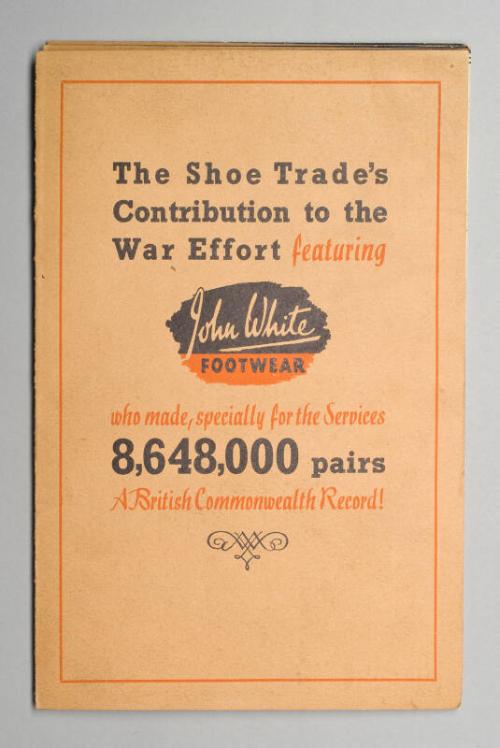 The Shoe Trade's
Contribution to the
War Effort featuring
John White
FOOTWEAR
who made, specially for the Services
8,648,000 pairs
A British Commonwealth Record!